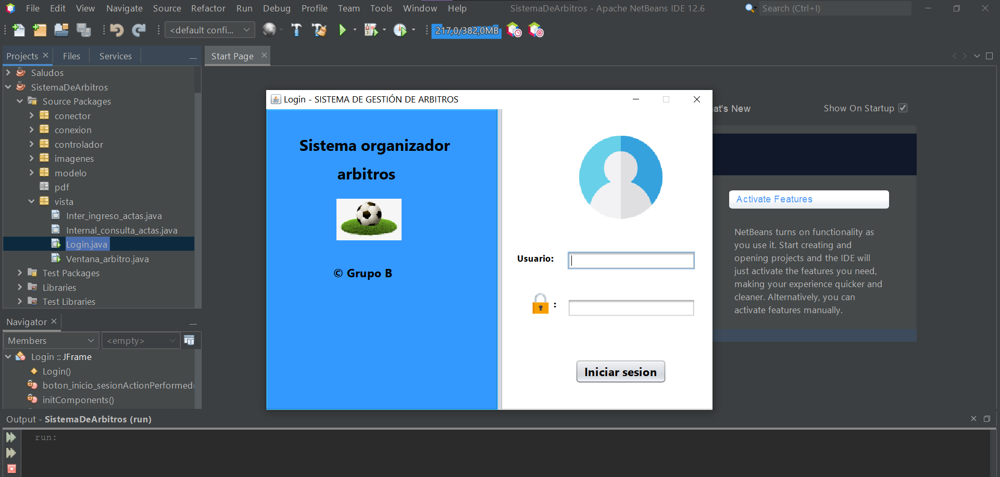 File Edit View Navigate Source Refactor Run Debug Profile Team Tools Window Help SistemaDeArbitros - Apache NetBeans IDE 12.6 Search (Ctrl+I)
<default confi... 217,0/382,0MB
Projects Files Services Start Page
Saludos
SistemaDeArbitros
Source Packages
conector
conexion
controlador
imagenes
modelo
pdf
vista
Inter_ingreso_actas.java
Internal_consulta_actas.java
Login.java
Ventana_arbitro.java
Test Packages
Libraries
Test Libraries
Navigator
Members <empty>
Login :: JFrame
Login()
boton_inicio_sesionActionPerformed(
initComponents()
Login - SISTEMA DE GESTIÓN DE ARBITROS
Sistema organizador
arbitros
© Grupo B
Usuario:
:
Iniciar sesion
at's New Show On Startup
Activate Features
NetBeans turns on functionality as
you use it. Start creating and
opening projects and the IDE will
just activate the features you need,
making your experience quicker and
cleaner. Alternatively, you can
activate features manually.
Output - SistemaDeArbitros (run)
run: